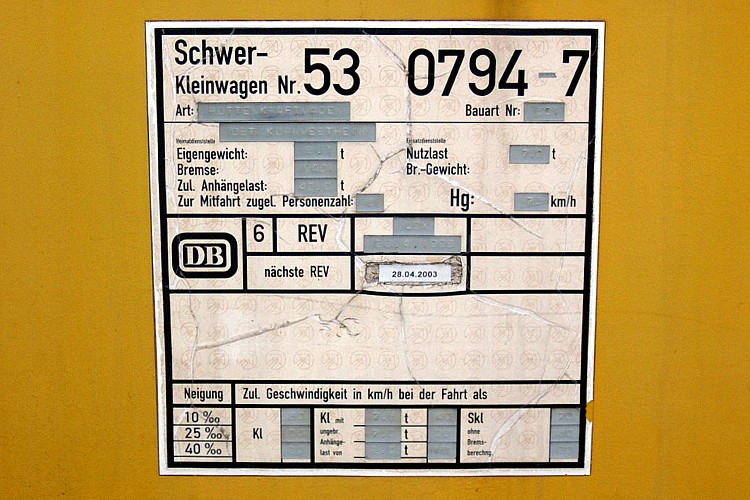 Schwer-
Kleinwagen Nr. 53 0794-7
Art: Bauart Nr:
Heimatdienststelle Einsatzdienststelle
Eigengewicht: t Nutzlast t
Bremse: Br.-Gewicht:
Zul. Anhängelast: t
Zur Mitfahrt zugel. Personenzahl: Hg: km/h
DB 6 REV
nächste REV 28.04.2003
Neigung Zul. Geschwindigkeit in km/h bei der Fahrt als
10 ‰ Kl mit t Skl
25 ‰ Kl ungebr. t ohne
Anhänge- Brems-
40 ‰ last von t berechng.